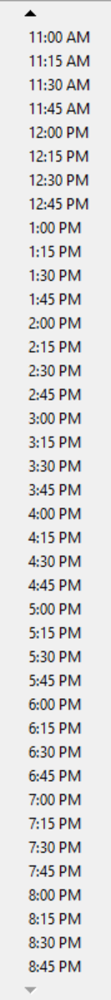 11:00 AM
11:15 AM
11:30 AM
11:45 AM
12:00 PM
12:15 PM
12:30 PM
12:45 PM
1:00 PM
1:15 PM
1:30 PM
1:45 PM
2:00 PM
2:15 PM
2:30 PM
2:45 PM
3:00 PM
3:15 PM
3:30 PM
3:45 PM
4:00 PM
4:15 PM
4:30 PM
4:45 PM
5:00 PM
5:15 PM
5:30 PM
5:45 PM
6:00 PM
6:15 PM
6:30 PM
6:45 PM
7:00 PM
7:15 PM
7:30 PM
7:45 PM
8:00 PM
8:15 PM
8:30 PM
8:45 PM